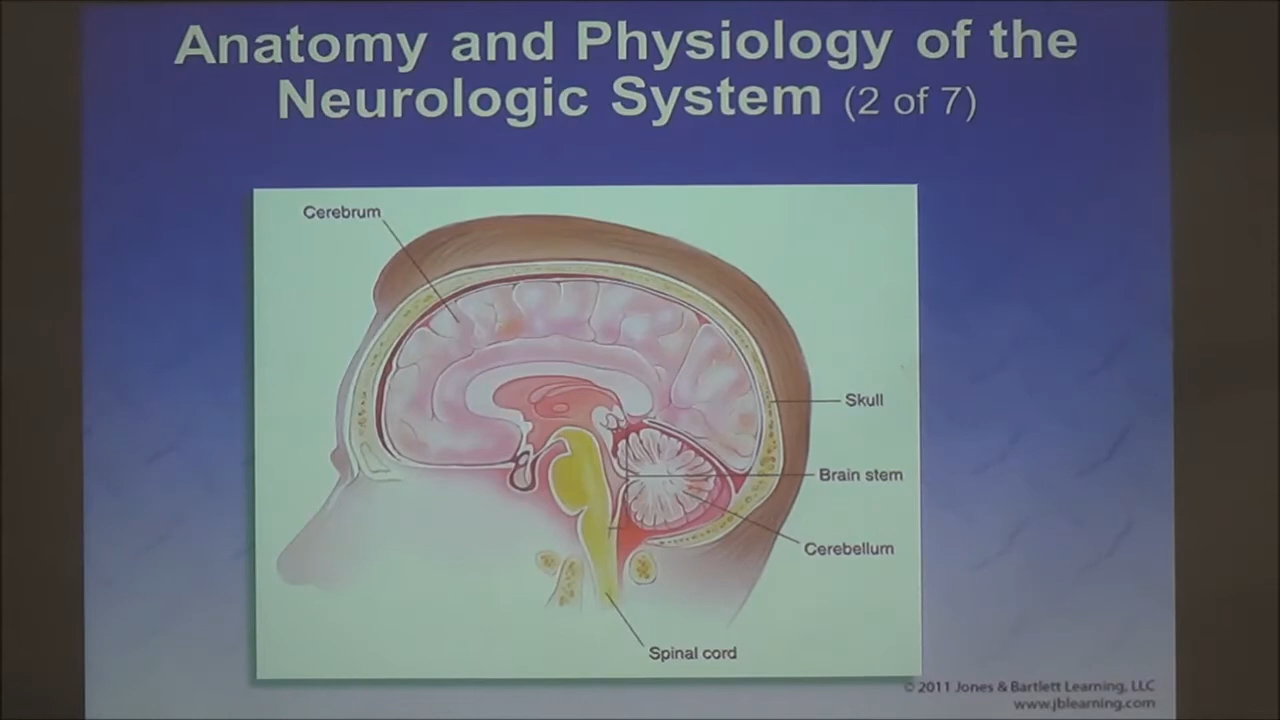 Anatomy and Physiology of the
Neurologic System (2 of 7)
Cerebrum
Skull
Brain stem
Cerebellum
Spinal cord
© 2011 Jones & Bartlett Learning, LLC
www.jblearning.com